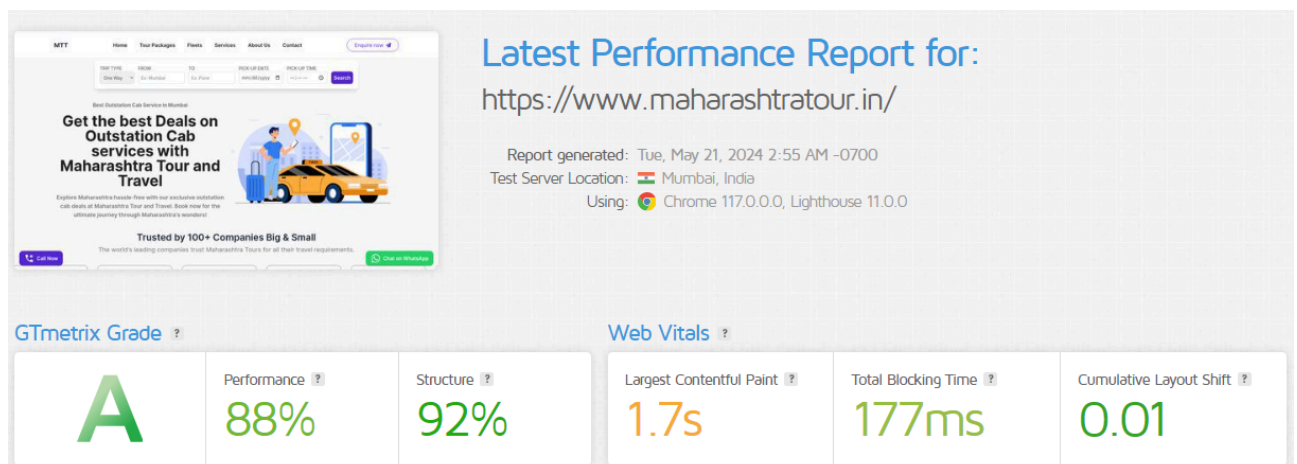 MTT Home Tour Packages Fleets Services About Us Contact Enquire now
TRIP TYPE FROM TO PICK-UP DATE PICK-UP TIME
One Way Ex: Mumbai Ex: Pune mm/dd/yyyy --:-- -- Search
Best Outstation Cab Service in Mumbai
Get the best Deals on
Outstation Cab
services with
Maharashtra Tour and
Travel
Explore Maharashtra hassle-free with our exclusive outstation
cab deals at Maharashtra Tour and Travel. Book now for the
ultimate journey through Maharashtra's wonders!
Trusted by 100+ Companies Big & Small
The world's leading companies trust Maharashtra Tours for all their travel requirements.
Call Now
Chat on WhatsApp
Latest Performance Report for:
https://www.maharashtratour.in/
Report generated: Tue, May 21, 2024 2:55 AM -0700
Test Server Location: Mumbai, India
Using: Chrome 117.0.0.0, Lighthouse 11.0.0
GTmetrix Grade ?
A
Performance ?
88%
Structure ?
92%
Web Vitals ?
Largest Contentful Paint ?
1.7s
Total Blocking Time ?
177ms
Cumulative Layout Shift ?
0.01